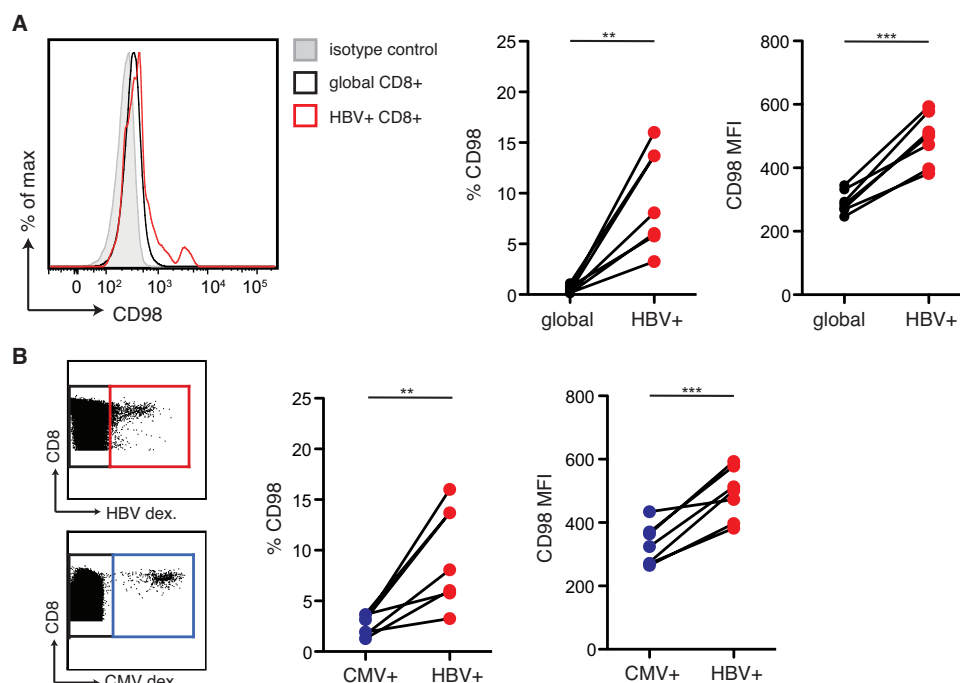 A
isotype control
global CD8+
HBV+ CD8+
% of max
0 10² 10³ 10⁴ 10⁵
CD98
% CD98
25
20
15
10
5
0
**
global HBV+
CD98 MFI
800
600
400
200
0
***
global HBV+
B
CD8
HBV dex.
CD8
CMV dex.
% CD98
25
20
15
10
5
0
**
CMV+ HBV+
CD98 MFI
800
600
400
200
0
***
CMV+ HBV+